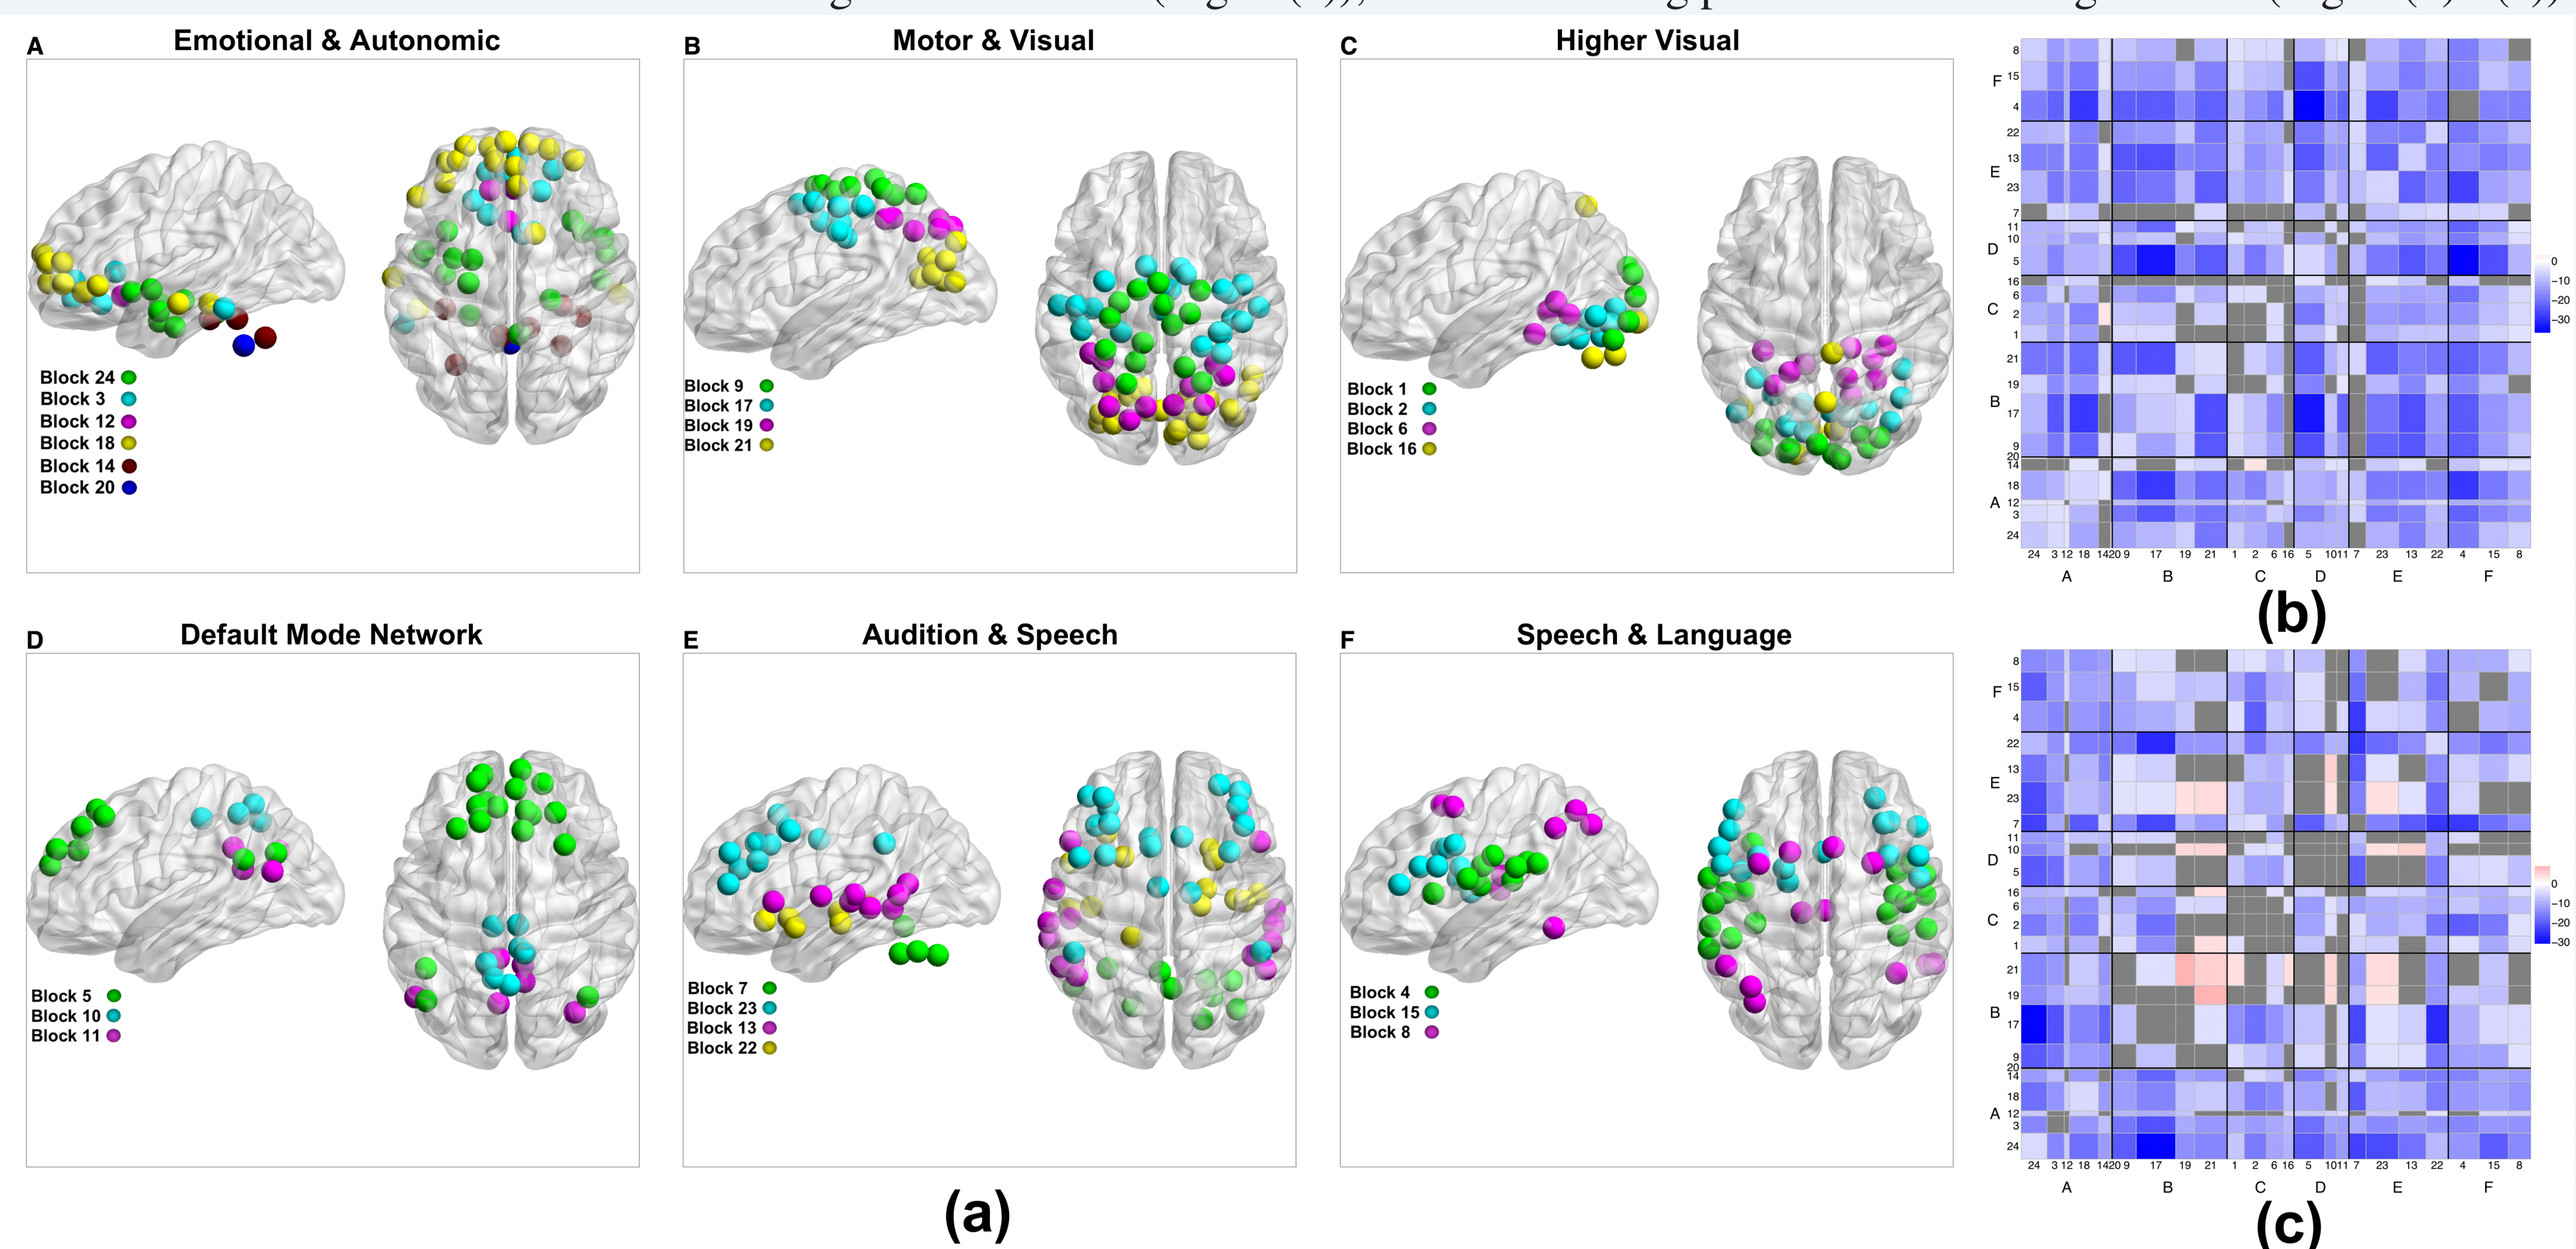 A Emotional & Autonomic
Block 24
Block 3
Block 12
Block 18
Block 14
Block 20
B Motor & Visual
Block 9
Block 17
Block 19
Block 21
C Higher Visual
Block 1
Block 2
Block 6
Block 16
D Default Mode Network
Block 5
Block 10
Block 11
E Audition & Speech
Block 7
Block 23
Block 13
Block 22
F Speech & Language
Block 4
Block 15
Block 8
(a)
8
F 15
4
22
13
E
23
7
11
10
D
5
16
6
C 2
1
21
19
B
17
9
20
14
18
A 12
3
24
24 3 12 18 14 20 9 17 19 21 1 2 6 16 5 10 11 7 23 13 22 4 15 8
A B C D E F
0
−10
−20
−30
(b)
8
F 15
4
22
13
E
23
7
11
10
D
5
16
6
C
2
1
21
19
B
17
9
20
14
18
A 12
3
24
24 3 12 18 14 20 9 17 19 21 1 2 6 16 5 10 11 7 23 13 22 4 15 8
A B C D E F
0
−10
−20
−30
(c)